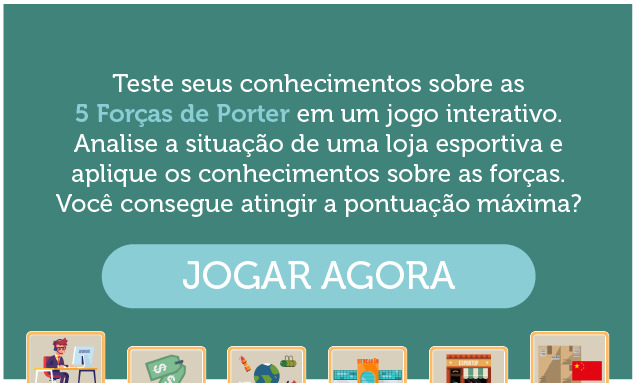 Teste seus conhecimentos sobre as
5 Forças de Porter em um jogo interativo.
Analise a situação de uma loja esportiva e
aplique os conhecimentos sobre as forças.
Você consegue atingir a pontuação máxima?
JOGAR AGORA